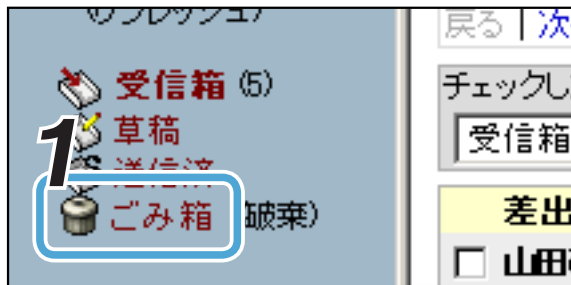 (リフレッシュ)
受信箱 (5)
草稿
送信済
ごみ箱 (破棄)
1
戻る | 次
チェックし
受信箱
差出
山田